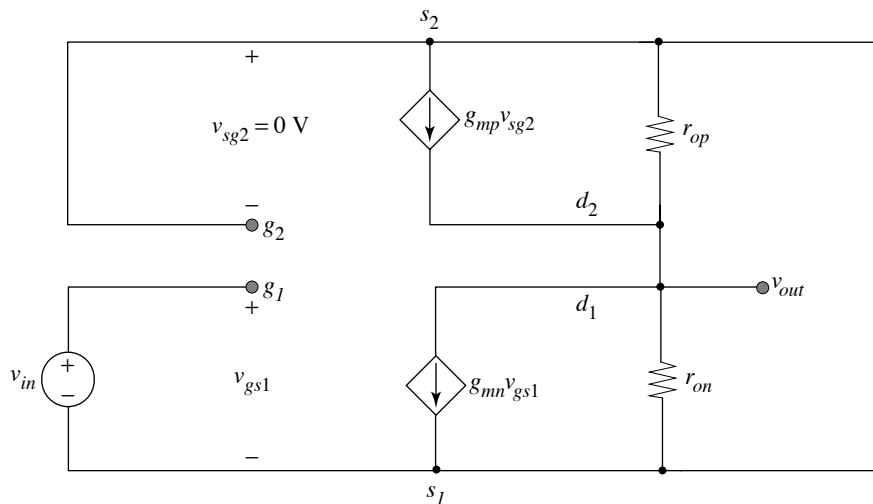 s2
+
vsg2 = 0 V
gmpvsg2
rop
−
g2
d2
g1
+
d1
vout
vin
+
−
vgs1
gmnvgs1
ron
−
s1